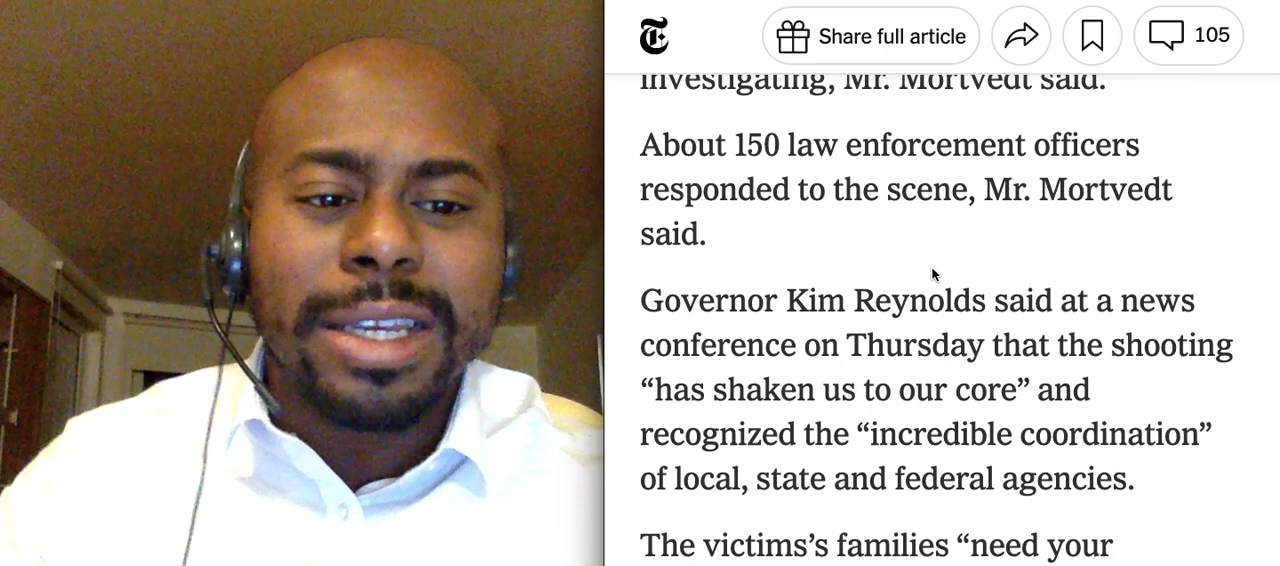 Share full article
105
investigating, Mr. Mortvedt said.
About 150 law enforcement officers
responded to the scene, Mr. Mortvedt
said.
Governor Kim Reynolds said at a news
conference on Thursday that the shooting
“has shaken us to our core” and
recognized the “incredible coordination”
of local, state and federal agencies.
The victims’s families “need your